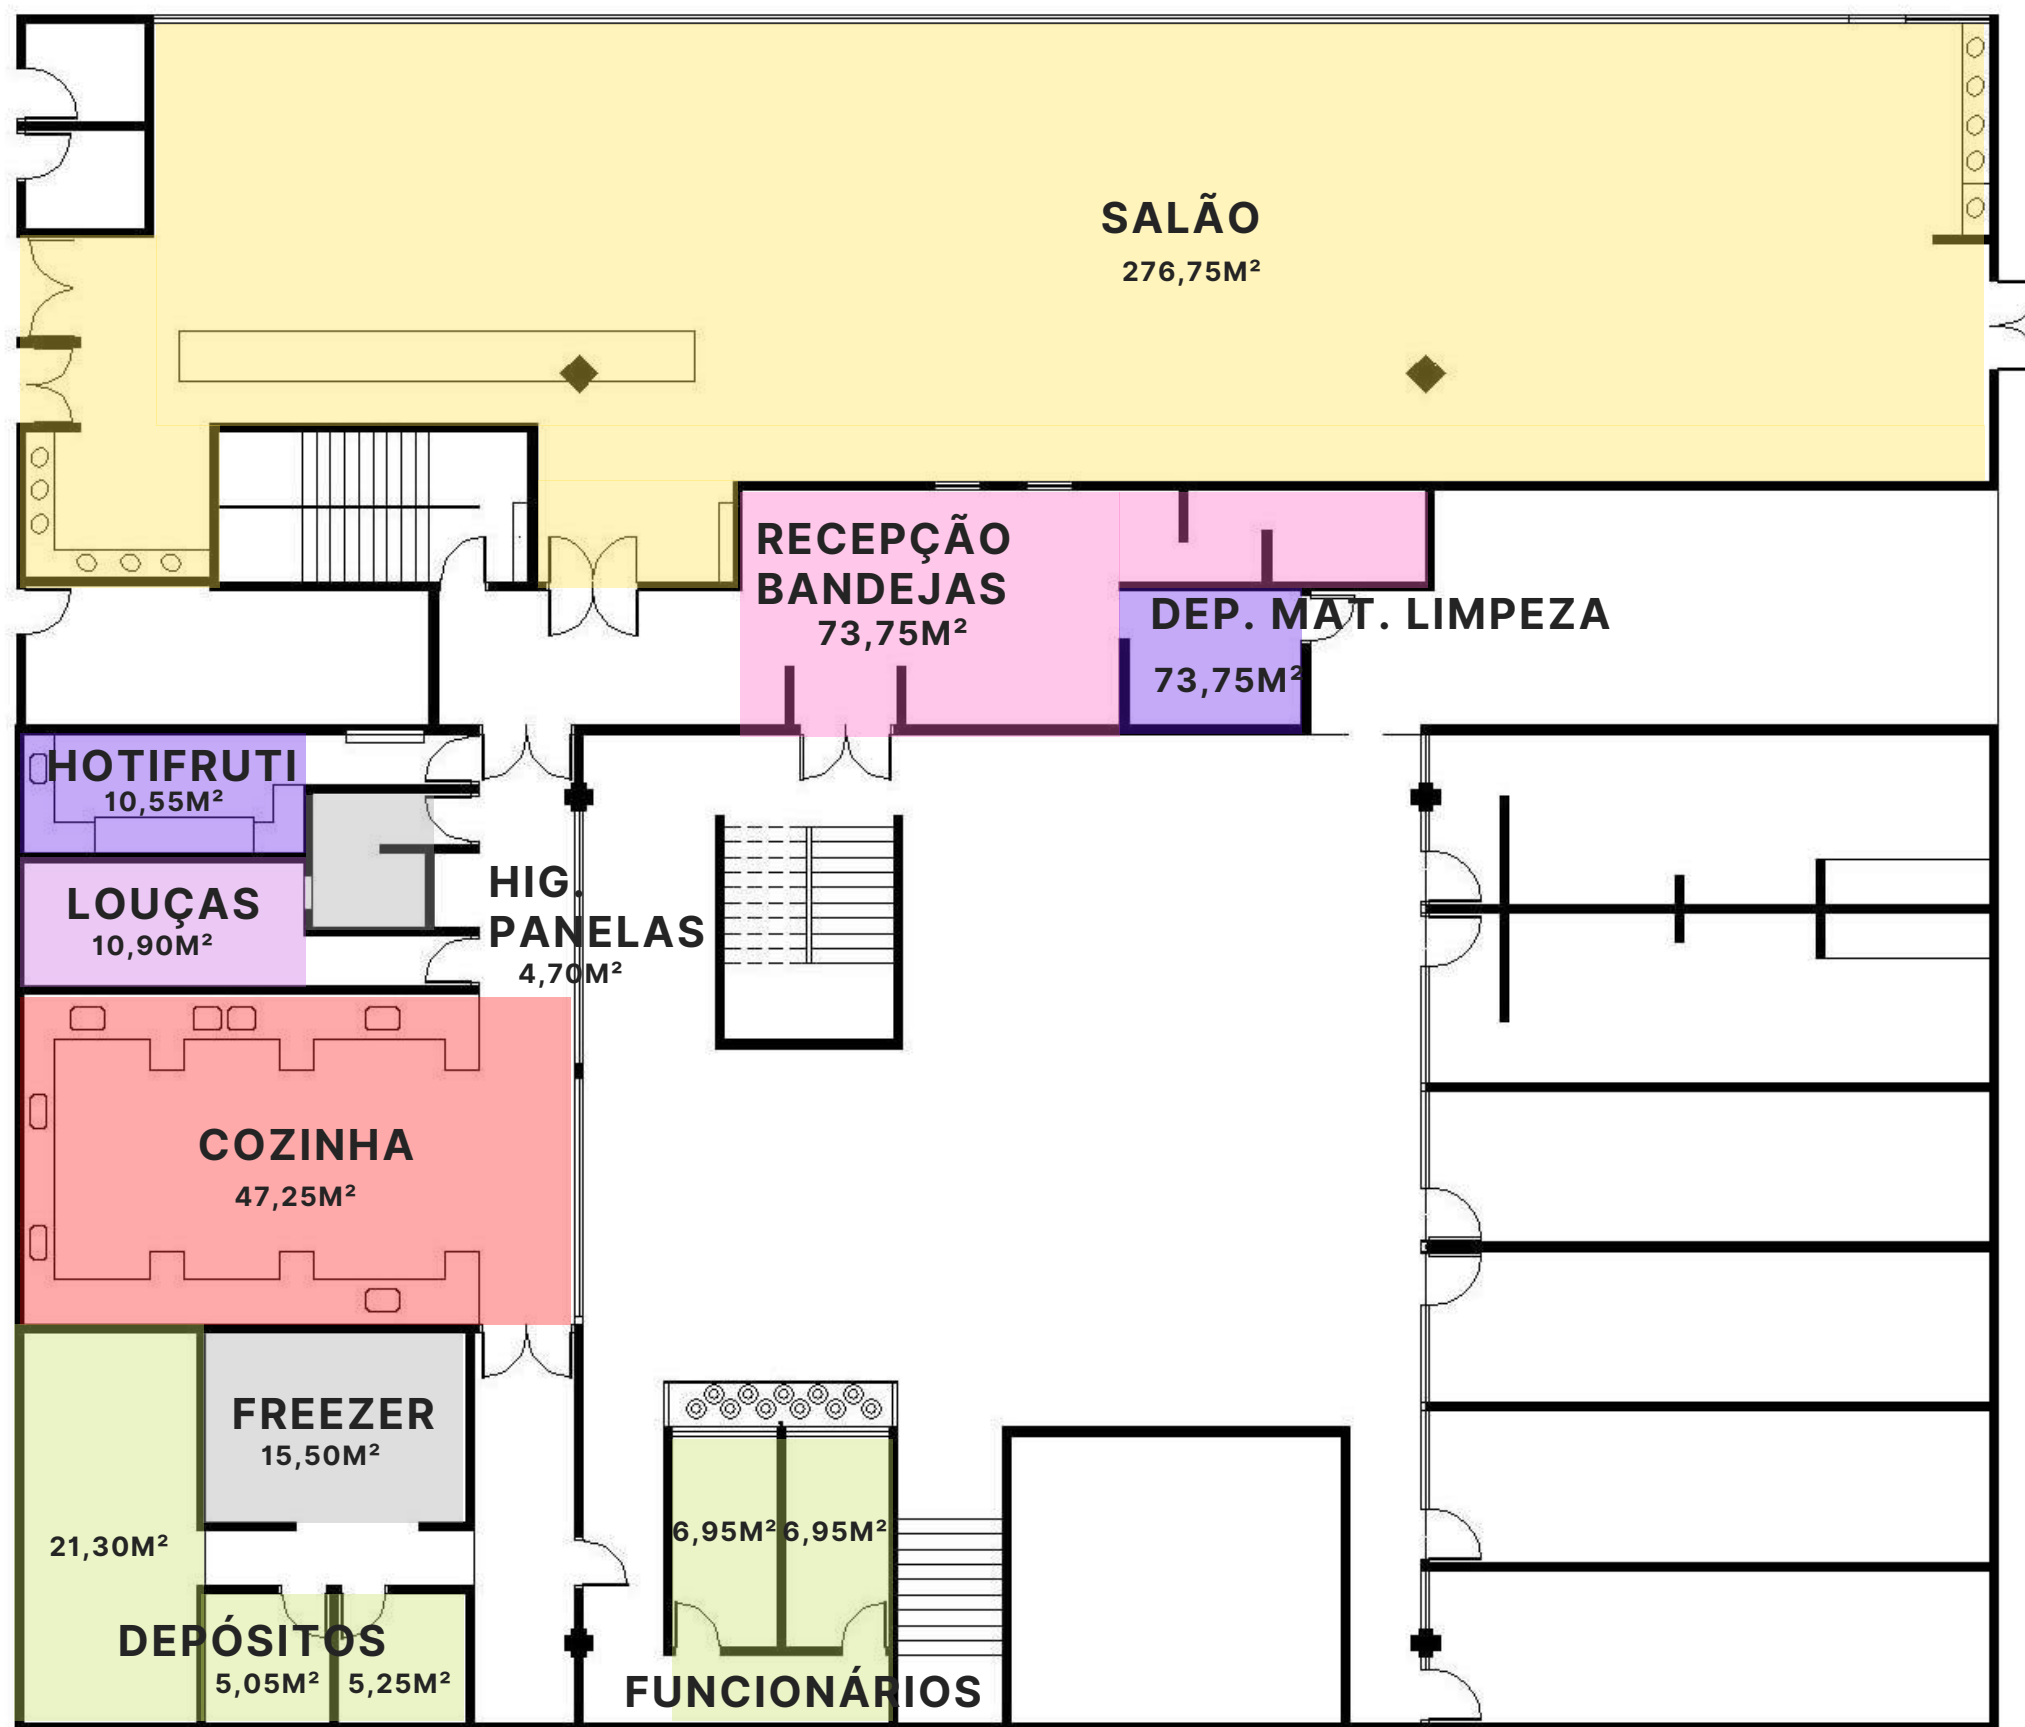 SALÃO
276,75M²
RECEPÇÃO
BANDEJAS
73,75M²
DEP. MAT. LIMPEZA
73,75M²
HOTIFRUTI
10,55M²
LOUÇAS
10,90M²
HIG.
PANELAS
4,70M²
COZINHA
47,25M²
FREEZER
15,50M²
21,30M²
DEPÓSITOS
5,05M² 5,25M²
6,95M² 6,95M²
FUNCIONÁRIOS